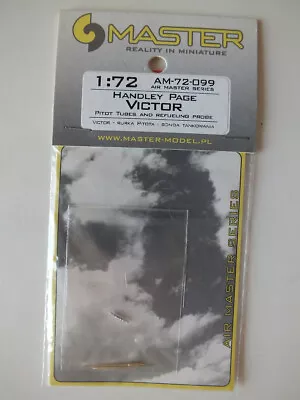 MASTER
REALITY IN MINIATURE
1:72
AM-72-099
AIR MASTER SERIES
HANDLEY PAGE
VICTOR
PITOT TUBES AND REFUELING PROBE
VICTOR - RURKA PITOTA I SONDA TANKOWANIA
WWW.MASTER-MODEL.PL
AIR MASTER SERIES